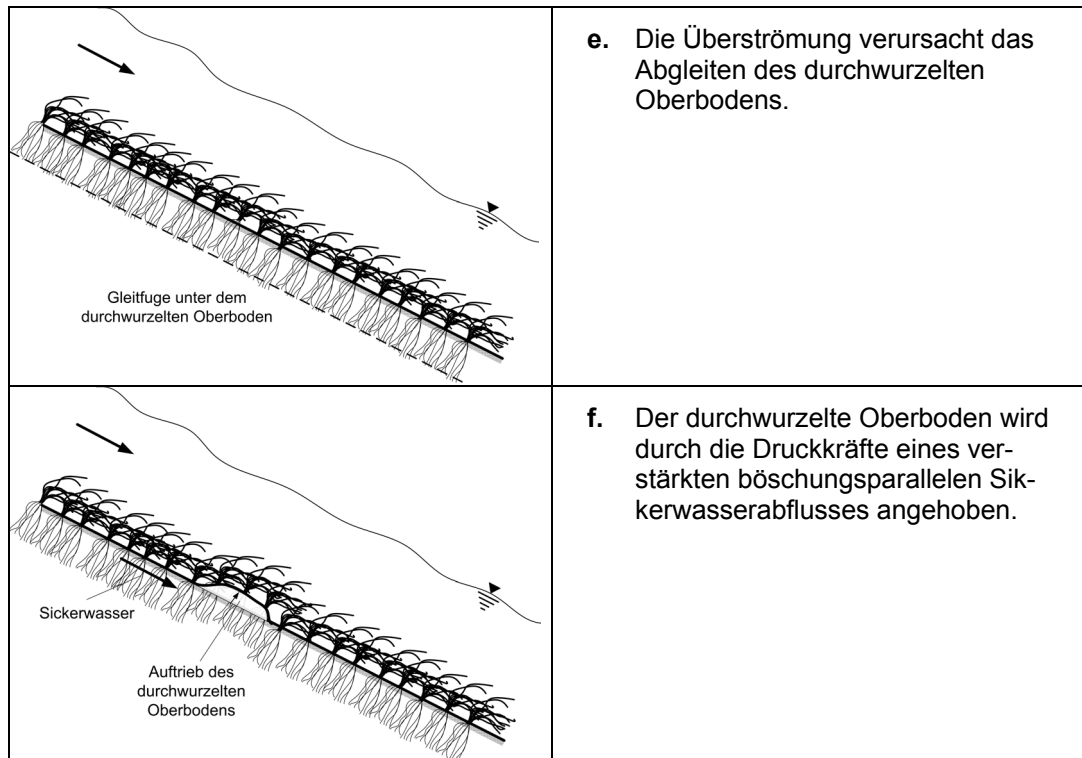 e. Die Überströmung verursacht das
Abgleiten des durchwurzelten
Oberbodens.
Gleitfuge unter dem
durchwurzelten Oberboden
f. Der durchwurzelte Oberboden wird
durch die Druckkräfte eines ver-
stärkten böschungsparallelen Sik-
kerwasserabflusses angehoben.
Sickerwasser
Auftrieb des
durchwurzelten
Oberbodens